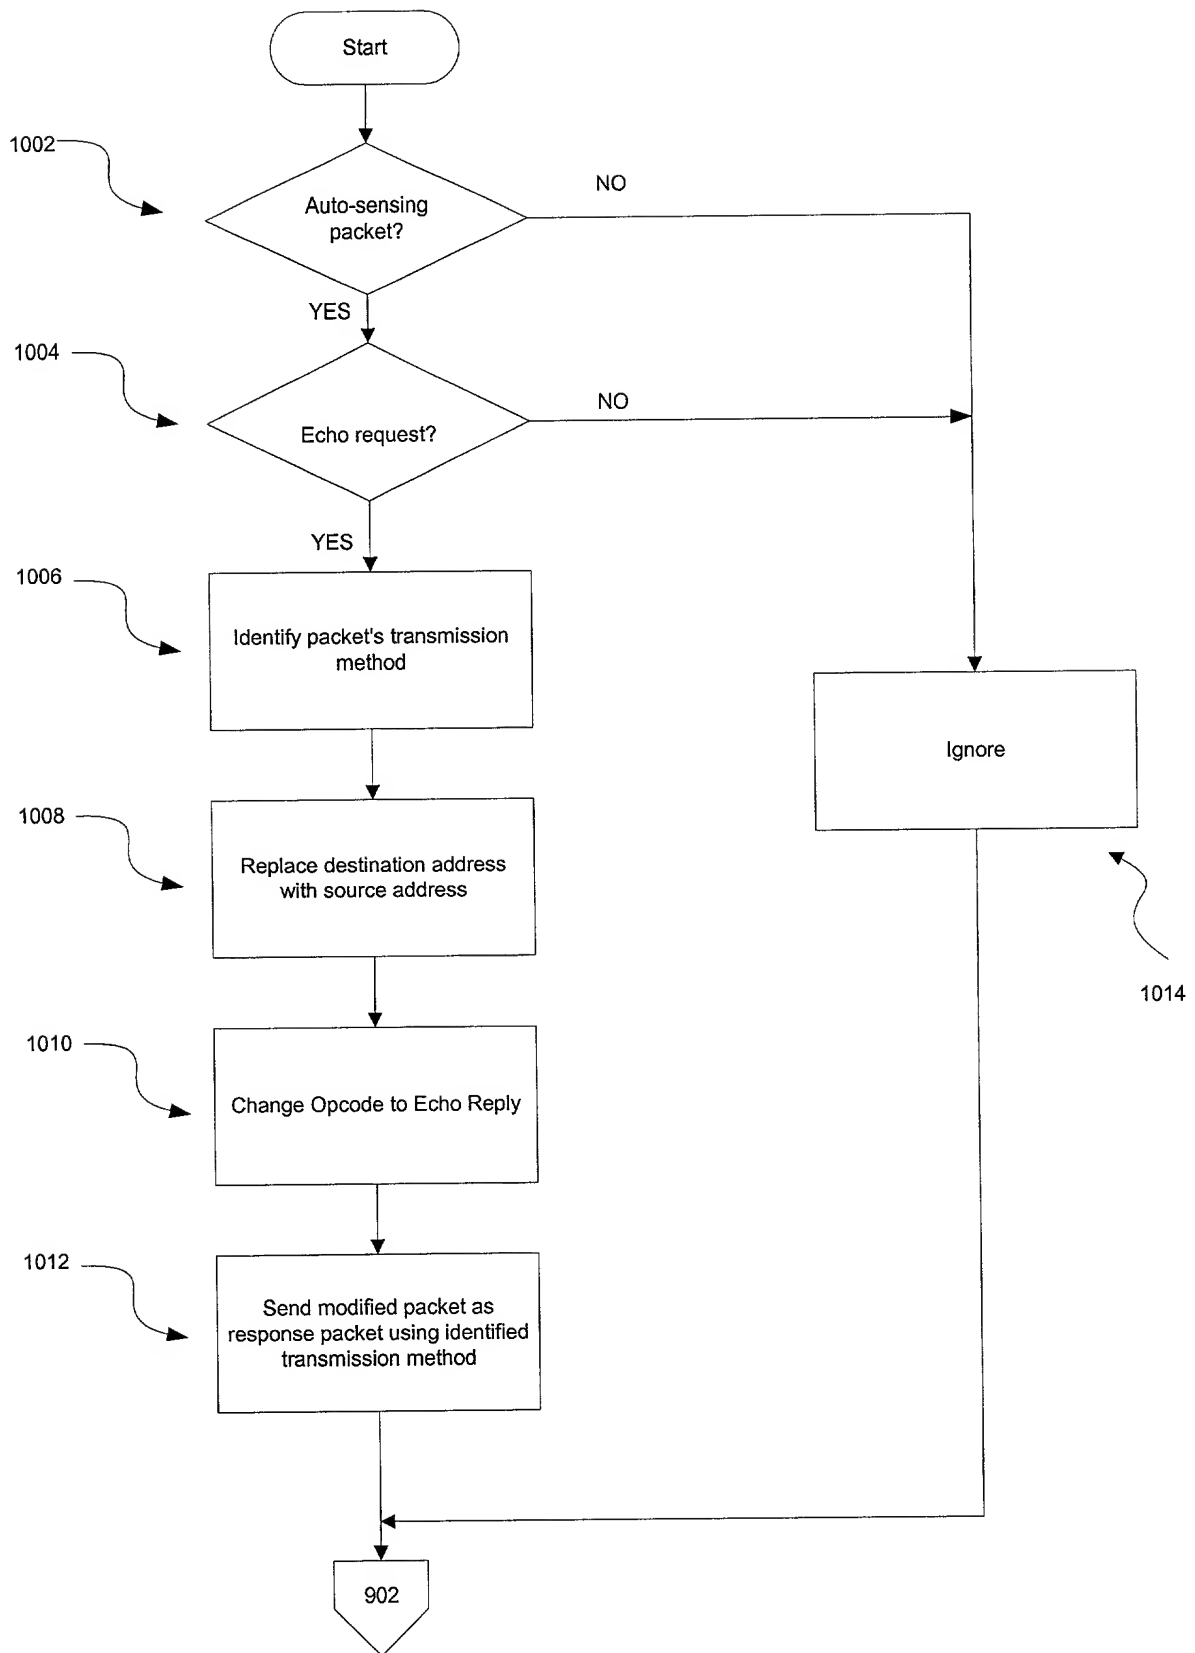 Start
1002
Auto-sensing
packet?
NO
YES
1004
Echo request?
NO
YES
1006
Identify packet's transmission
method
Ignore
1008
Replace destination address
with source address
1014
1010
Change Opcode to Echo Reply
1012
Send modified packet as
response packet using identified
transmission method
902